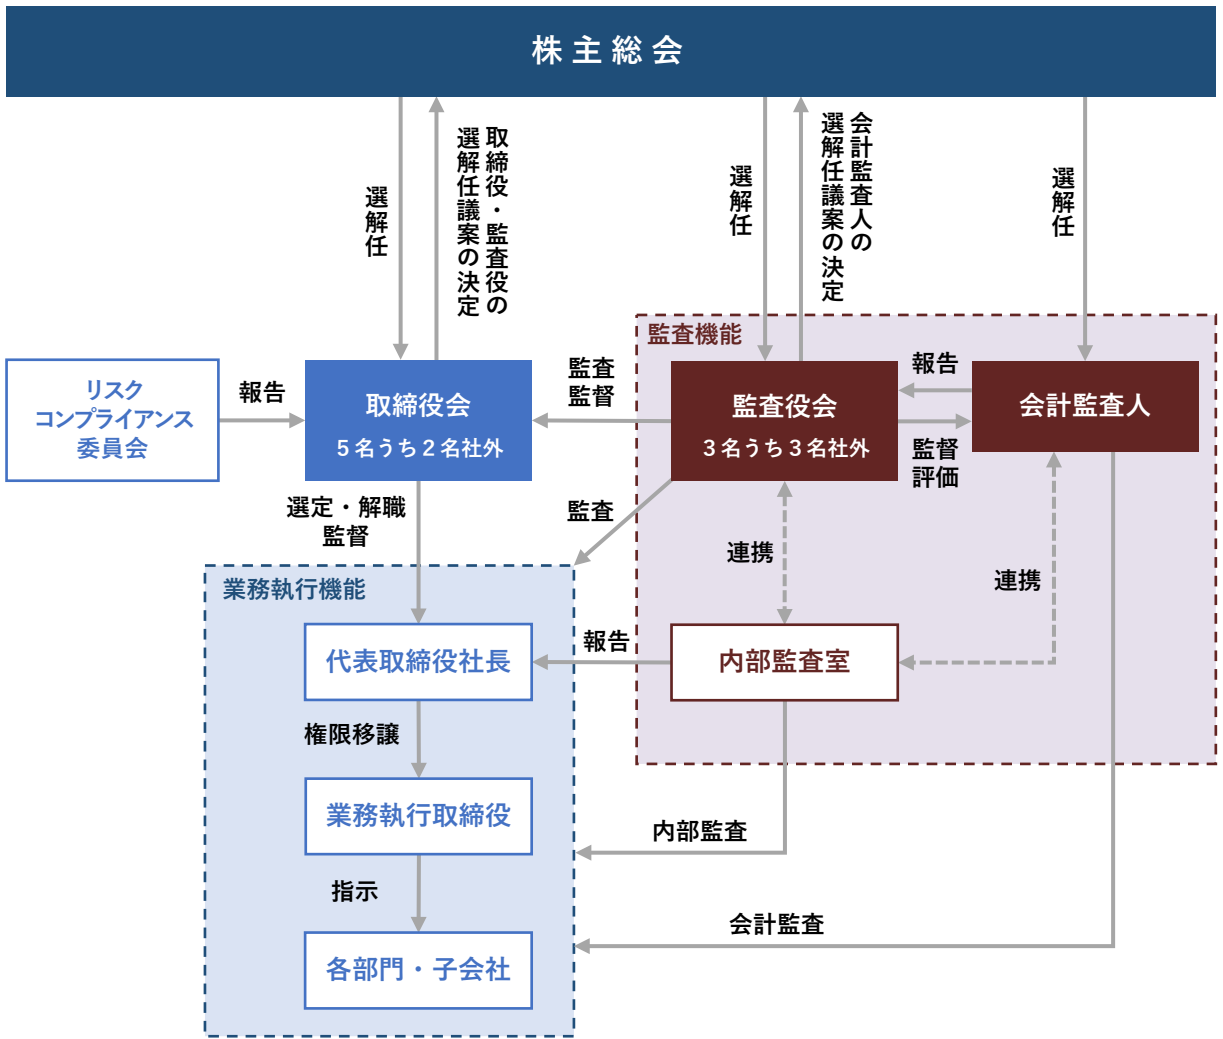 株主総会
選解任
取締役・監査役の
選解任議案の決定
選解任
会計監査人の
選解任議案の決定
選解任
監査機能
リスク
コンプライアンス
委員会
報告
取締役会
5名うち2名社外
監査
監督
監査役会
3名うち3名社外
報告
監督
評価
会計監査人
選定・解職
監督
監査
連携
連携
業務執行機能
代表取締役社長
報告
内部監査室
権限移譲
業務執行取締役
内部監査
指示
会計監査
各部門・子会社